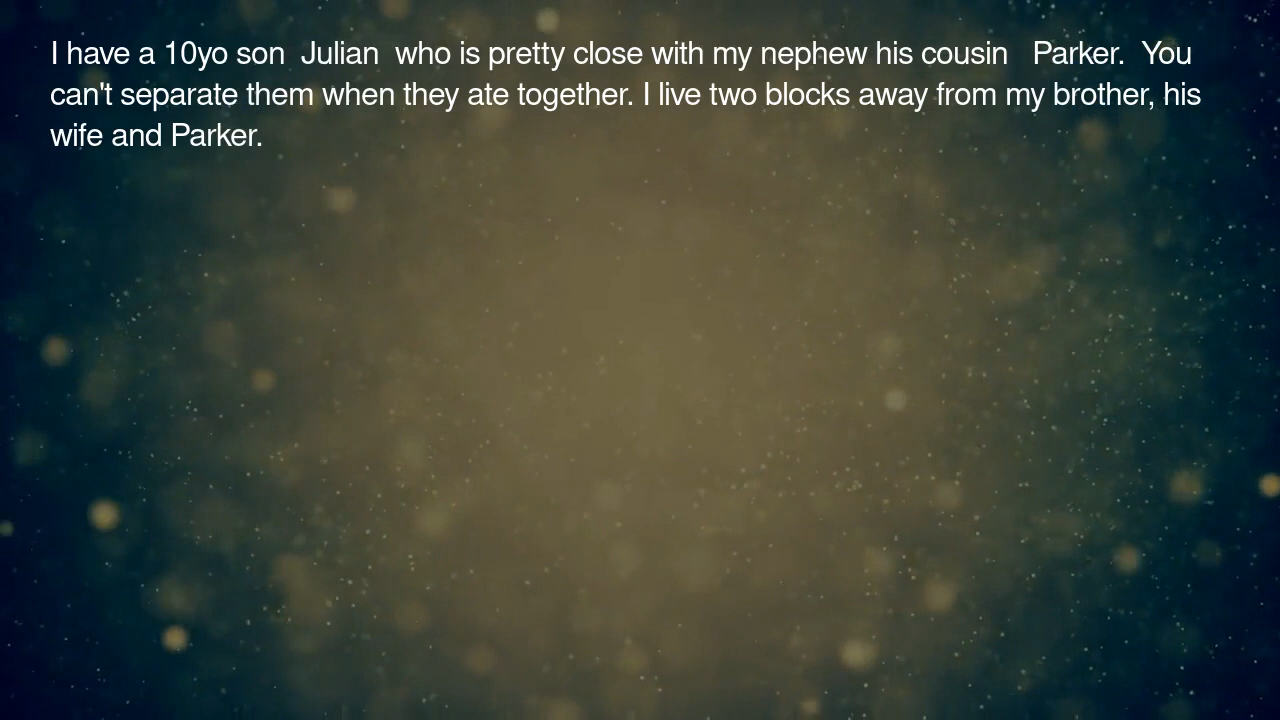 I have a 10yo son  Julian  who is pretty close with my nephew his cousin   Parker.  You
can't separate them when they ate together. I live two blocks away from my brother, his
wife and Parker.